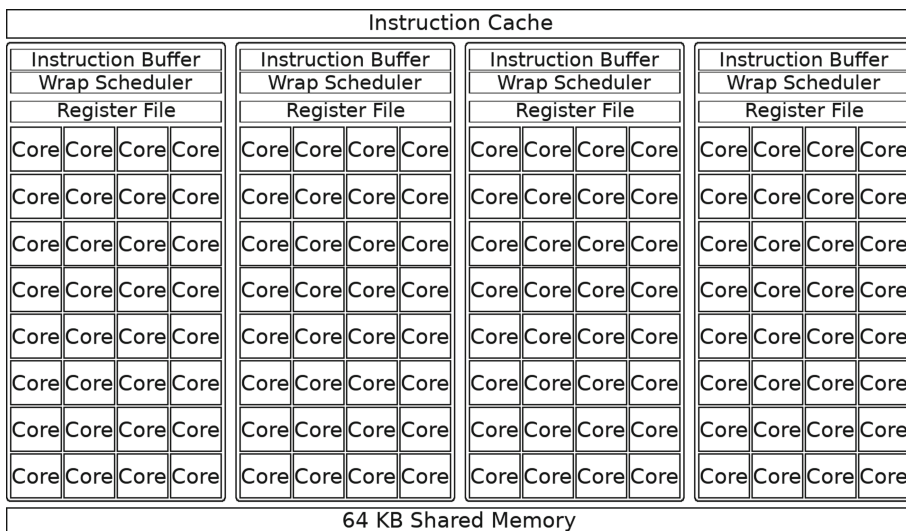 Instruction Cache
Instruction Buffer Instruction Buffer Instruction Buffer Instruction Buffer
Wrap Scheduler Wrap Scheduler Wrap Scheduler Wrap Scheduler
Register File Register File Register File Register File
Core Core Core Core Core Core Core Core Core Core Core Core Core Core Core Core
Core Core Core Core Core Core Core Core Core Core Core Core Core Core Core Core
Core Core Core Core Core Core Core Core Core Core Core Core Core Core Core Core
Core Core Core Core Core Core Core Core Core Core Core Core Core Core Core Core
Core Core Core Core Core Core Core Core Core Core Core Core Core Core Core Core
Core Core Core Core Core Core Core Core Core Core Core Core Core Core Core Core
Core Core Core Core Core Core Core Core Core Core Core Core Core Core Core Core
Core Core Core Core Core Core Core Core Core Core Core Core Core Core Core Core
64 KB Shared Memory